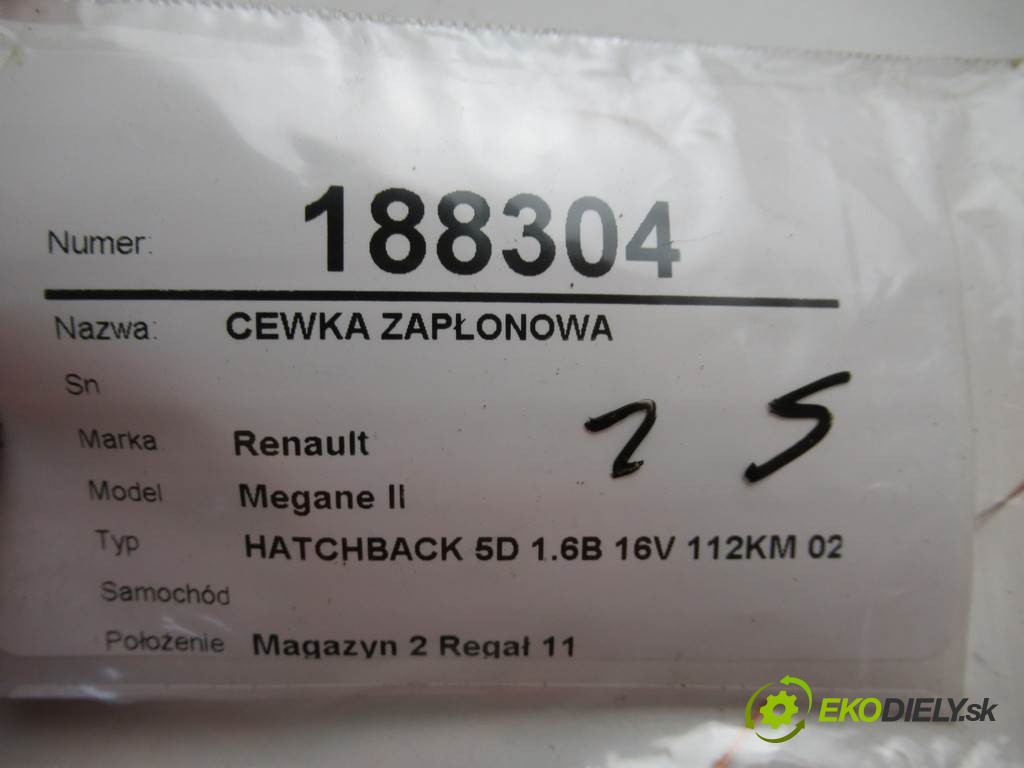 Numer: 188304
Nazwa: CEWKA ZAPŁONOWA
Sn
Marka Renault
Model Megane II
Typ HATCHBACK 5D 1.6B 16V 112KM 02
Samochód
Położenie Magazyn 2 Regał 11
2 5
EKODIELY.sk